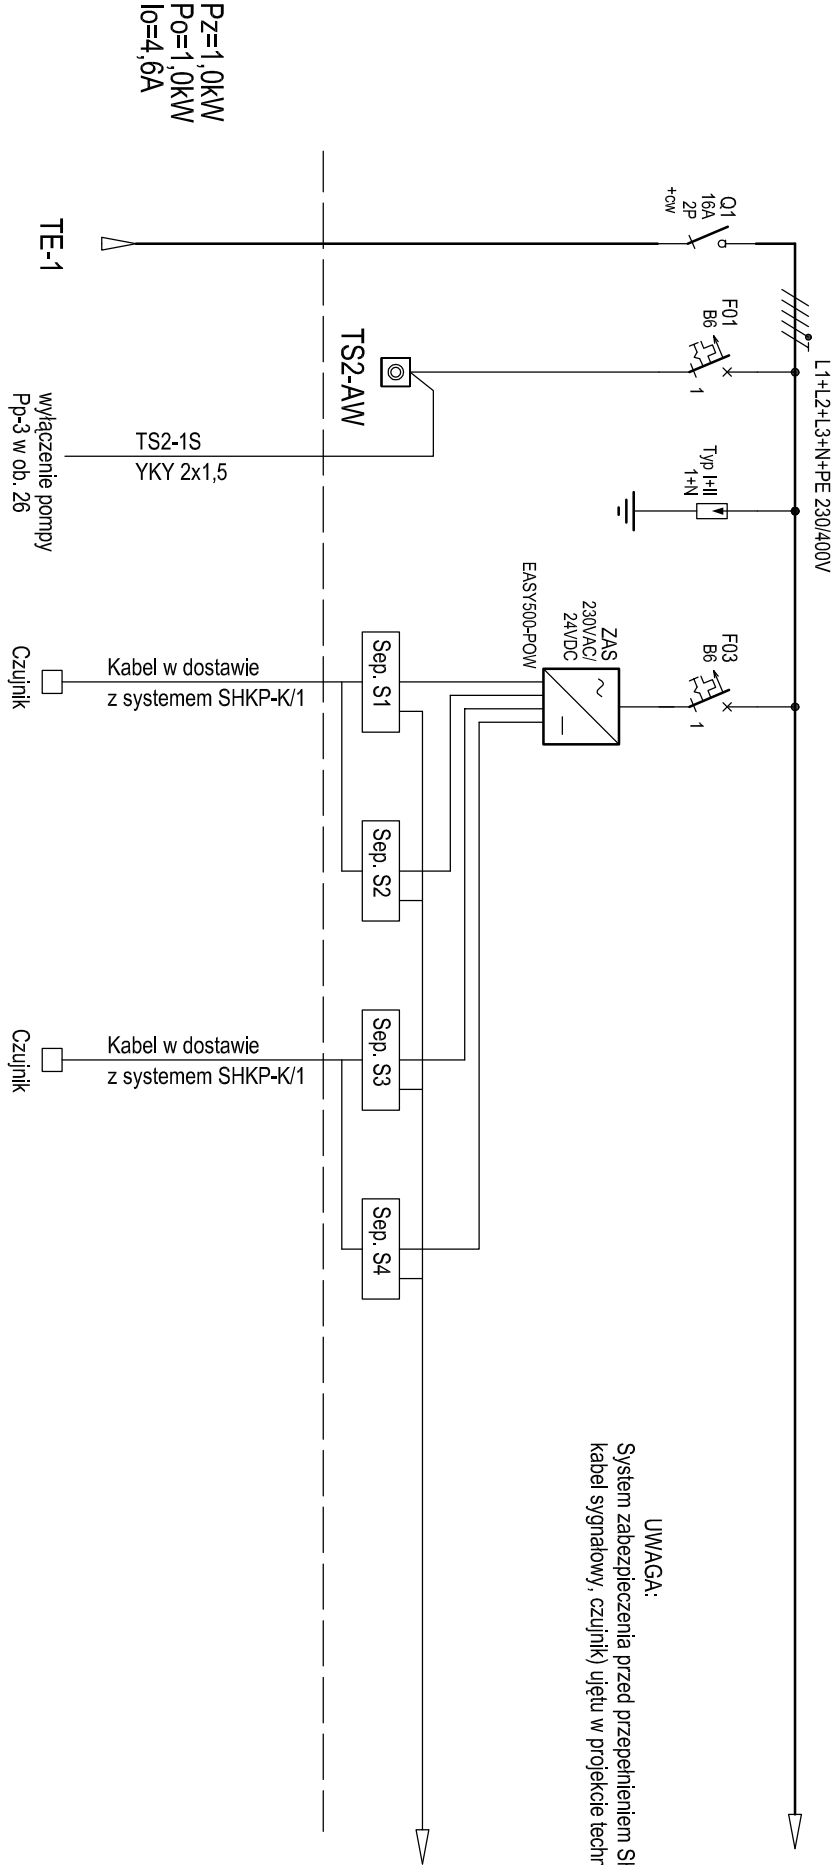 L1+L2+L3+N+PE 230/400V
Q1
16A
2P
+cw
F01
B6
1
Typ I+II
1+N
F03
B6
1
ZAS
230VAC/
24VDC
EASY500-POW
UWAGA:
System zabezpieczenia przed przepełnieniem
kabel sygnałowy, czujnik) ujętu w projekcie
TS2-AW
Sep. S1
Sep. S2
Sep. S3
Sep. S4
Pz=1,0kW
Po=1,0kW
Io=4,6A
TE-1
TS2-1S
YKY 2x1,5
wyłączenie pompy
Pp-3 w ob. 26
Kabel w dostawie
z systemem SHKP-K/1
Czujnik
Kabel w dostawie
z systemem SHKP-K/1
Czujnik